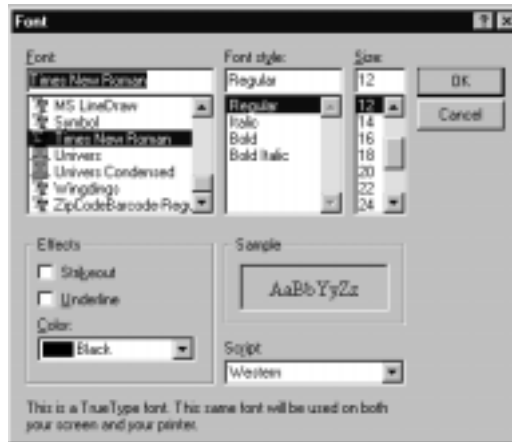 Font
Font:
Times New Roman
MS LineDraw
Symbol
Times New Roman
Univers
Univers Condensed
Wingdings
ZipCodeBarcode-Regu
Font style:
Regular
Regular
Italic
Bold
Bold Italic
Size:
12
12
14
16
18
20
22
24
OK
Cancel
Effects
Strikeout
Underline
Color:
Black
Sample
AaBbYyZz
Script:
Western
This is a TrueType font. This same font will be used on both
your screen and your printer.